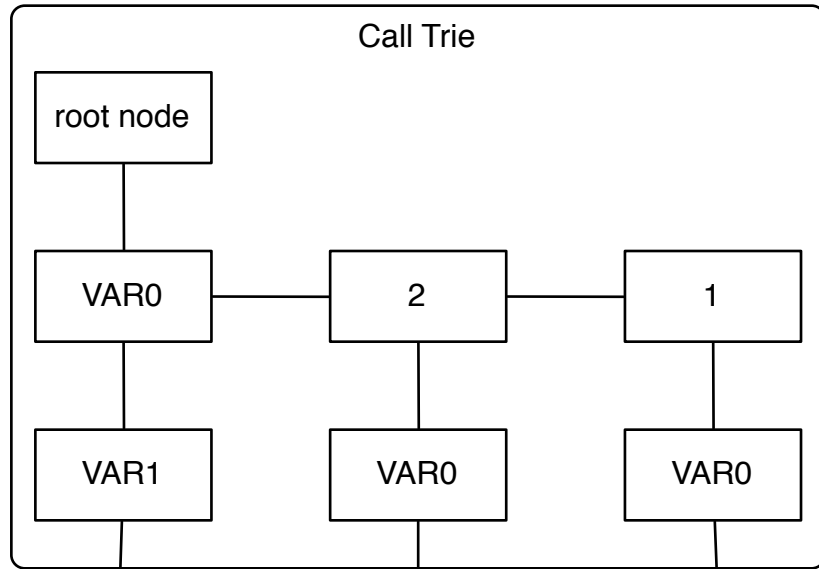 Call Trie
root node
VAR0
2
1
VAR1
VAR0
VAR0